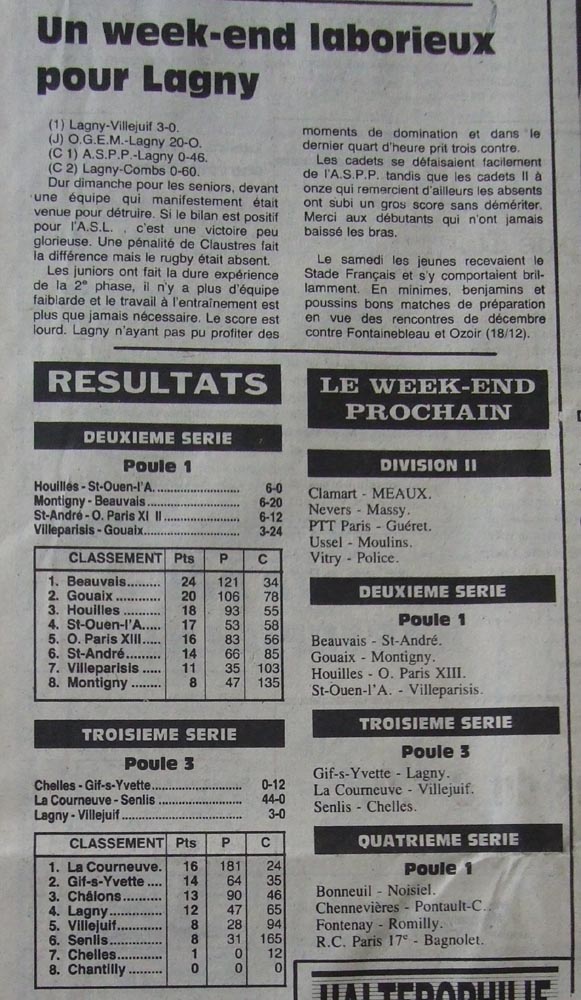 Un week-end laborieux
pour Lagny
(1) Lagny-Villejuif 3-0.
(J) O.G.E.M.-Lagny 20-O.
(C 1) A.S.P.P.-Lagny 0-46.
(C 2) Lagny-Combs 0-60.
Dur dimanche pour les seniors, devant
une équipe qui manifestement était
venue pour détruire. Si le bilan est positif
pour l'A.S.L. , c'est une victoire peu
glorieuse. Une pénalité de Claustres fait
la différence mais le rugby était absent.
Les juniors ont fait la dure expérience
de la 2e phase, il n'y a plus d'équipe
faiblarde et le travail à l'entraînement est
plus que jamais nécessaire. Le score est
lourd. Lagny n'ayant pas pu profiter des
moments de domination et dans le
dernier quart d'heure prit trois contre.
Les cadets se défaisaient facilement
de l'A.S.P.P. tandis que les cadets II à
onze qui remercient d'ailleurs les absents
ont subi un gros score sans démériter.
Merci aux débutants qui n'ont jamais
baissé les bras.
Le samedi les jeunes recevaient le
Stade Français et s'y comportaient bril-
lamment. En minimes, benjamins et
poussins bons matches de préparation
en vue des rencontres de décembre
contre Fontainebleau et Ozoir (18/12).
RESULTATS
DEUXIEME SERIE
Poule 1
Houilles - St-Ouen-l'A. .......................... 6-0
Montigny - Beauvais .......................... 6-20
St-André - O. Paris XI II .......................... 6-12
Villeparisis - Gouaix .......................... 3-24
CLASSEMENT Pts P C
1. Beauvais......... 24 121 34
2. Gouaix ........... 20 106 78
3. Houilles ......... 18 93 55
4. St-Ouen-l'A..... 17 53 58
5. O. Paris XIII.... 16 83 56
6. St-André......... 14 66 85
7. Villeparisis ..... 11 35 103
8. Montigny ........ 8 47 135
TROISIEME SERIE
Poule 3
Chelles - Gif-s-Yvette.......................... 0-12
La Courneuve - Senlis .......................... 44-0
Lagny - Villejuif .......................... 3-0
CLASSEMENT Pts P C
1. La Courneuve. 16 181 24
2. Gif-s-Yvette .... 14 64 35
3. Châlons........... 13 90 46
4. Lagny ............. 12 47 65
5. Villejuif........... 8 28 94
6. Senlis ............. 8 31 165
7. Chelles............ 1 0 12
8. Chantilly ......... 0 0 0
LE WEEK-END
PROCHAIN
DIVISION II
Clamart - MEAUX.
Nevers - Massy.
PTT Paris - Guéret.
Ussel - Moulins.
Vitry - Police.
DEUXIEME SERIE
Poule 1
Beauvais - St-André.
Gouaix - Montigny.
Houilles - O. Paris XIII.
St-Ouen-l'A. - Villeparisis.
TROISIEME SERIE
Poule 3
Gif-s-Yvette - Lagny.
La Courneuve - Villejuif.
Senlis - Chelles.
QUATRIEME SERIE
Poule 1
Bonneuil - Noisiel.
Chennevières - Pontault-C..
Fontenay - Romilly.
R.C. Paris 17e - Bagnolet.
HALTEROPHILIE